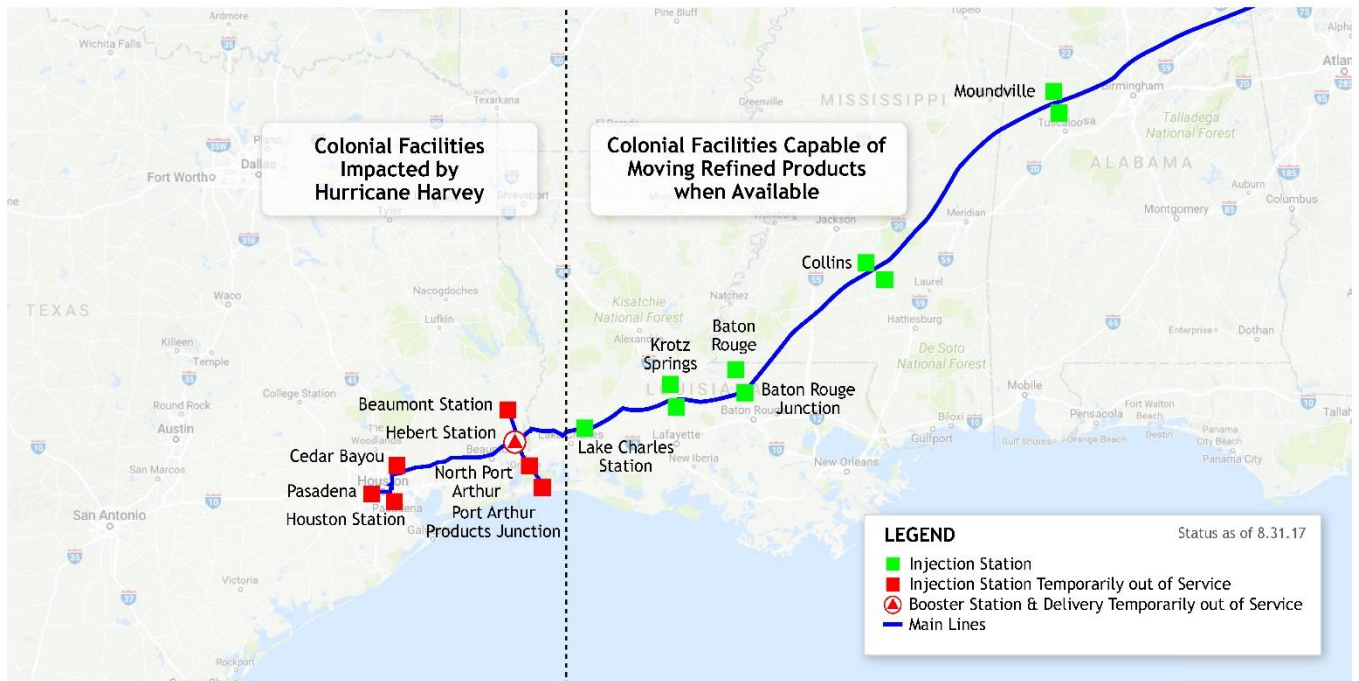 Colonial Facilities
Impacted by
Hurricane Harvey
Colonial Facilities Capable of
Moving Refined Products
when Available
Moundville
Collins
Baton
Rouge
Krotz
Springs
Baton Rouge
Junction
Lake Charles
Station
Beaumont Station
Hebert Station
Cedar Bayou
Pasadena
Houston Station
North Port
Arthur
Port Arthur
Products Junction
LEGEND
Status as of 8.31.17
Injection Station
Injection Station Temporarily out of Service
Booster Station & Delivery Temporarily out of Service
Main Lines
Ardmore
Wichita Falls
Pine Bluff
Tupelo
Texarkana
Greenville
MISSISSIPPI
Birmingham
Talladega
National Forest
ALABAMA
Auburn
Columbus
Dallas
Fort Worth
Shreveport
Tyler
Jackson
Meridian
Montgomery
TEXAS
Waco
Nacogdoches
Lufkin
Kisatchie
National Forest
Natchez
Laurel
Hattiesburg
De Soto
National Forest
Enterprise
Dothan
Killeen
Temple
College Station
Round Rock
Austin
San Marcos
San Antonio
Victoria
Rockport
Woodlands
Houston
Lafayette
New Iberia
Baton Rouge
New Orleans
Gulfport
Biloxi
Mobile
Pensacola
Gulf Shores
Orange Beach
Fort Walton
Beach
Destin
Panama
City Beach
Panama City